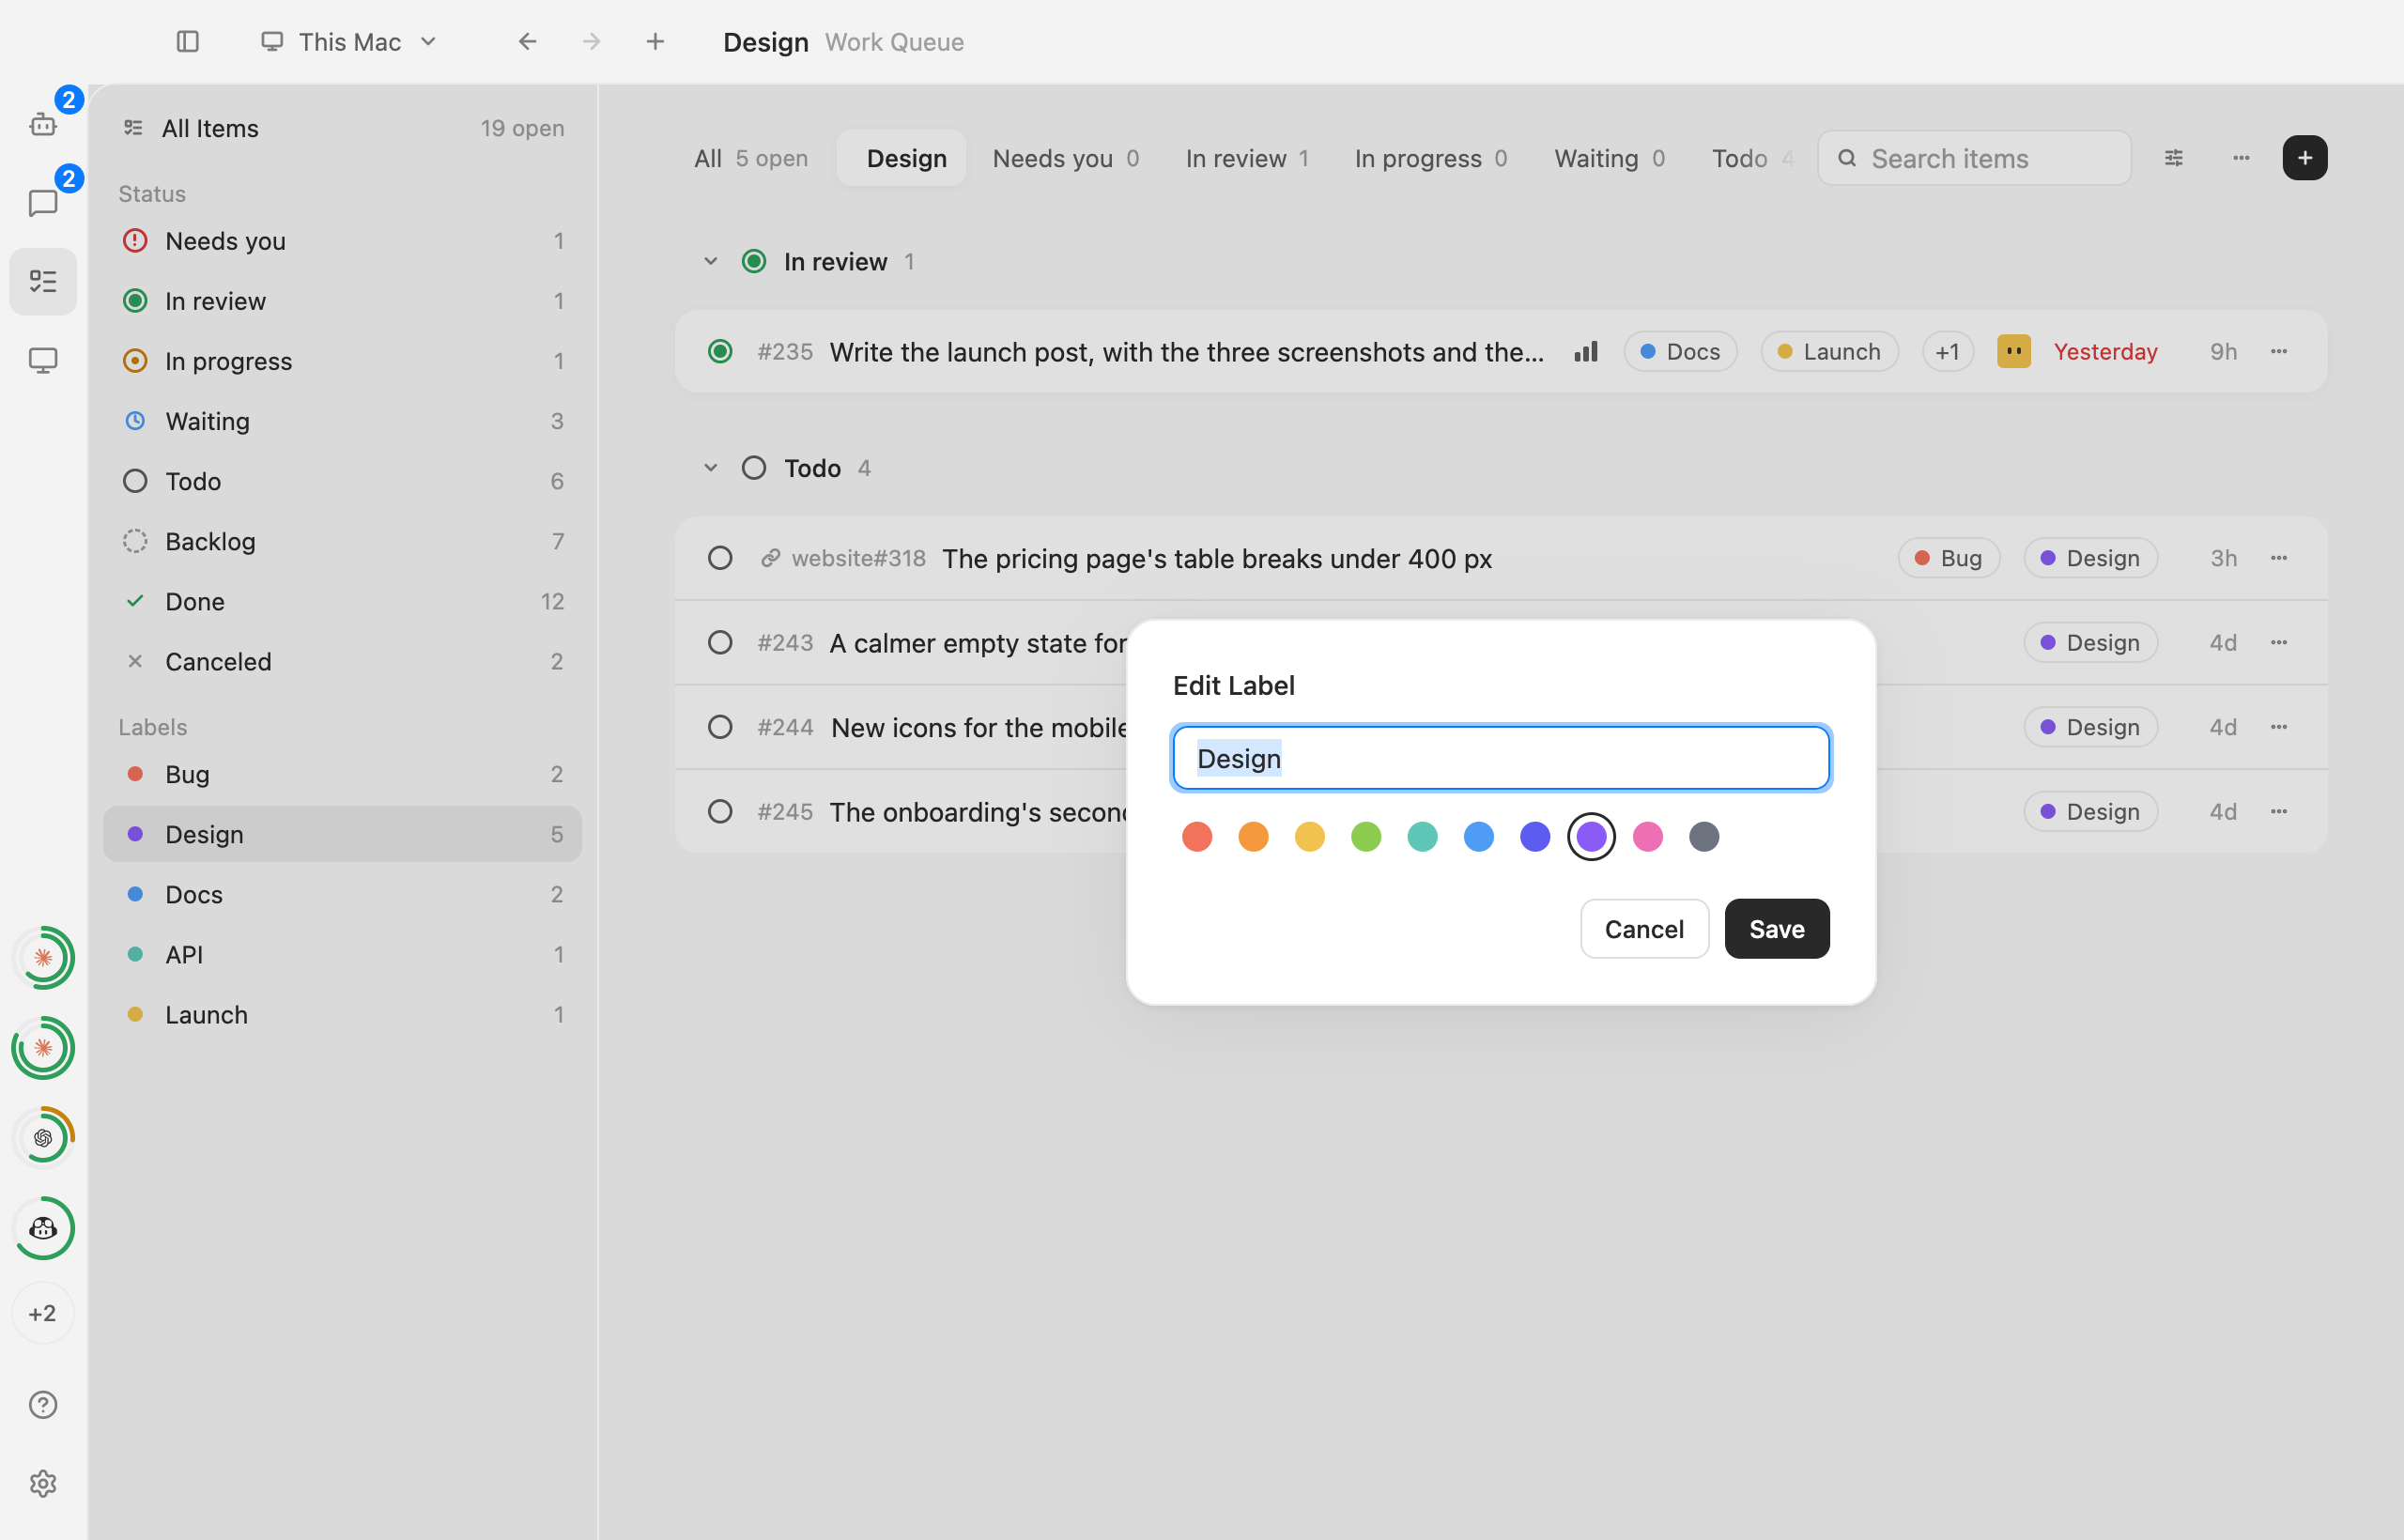 This Mac
Design Work Queue
2
2
All Items 19 open
Status
Needs you 1
In review 1
In progress 1
Waiting 3
Todo 6
Backlog 7
Done 12
Canceled 2
Labels
Bug 2
Design 5
Docs 2
API 1
Launch 1
+2
All 5 open Design Needs you 0 In review 1 In progress 0 Waiting 0 Todo 4 Search items
In review 1
#235 Write the launch post, with the three screenshots and the... Docs Launch +1 Yesterday 9h
Todo 4
website#318 The pricing page's table breaks under 400 px Bug Design 3h
#243 A calmer empty state for Design 4d
#244 New icons for the mobile Design 4d
#245 The onboarding's second Design 4d
Edit Label
Design
Cancel Save